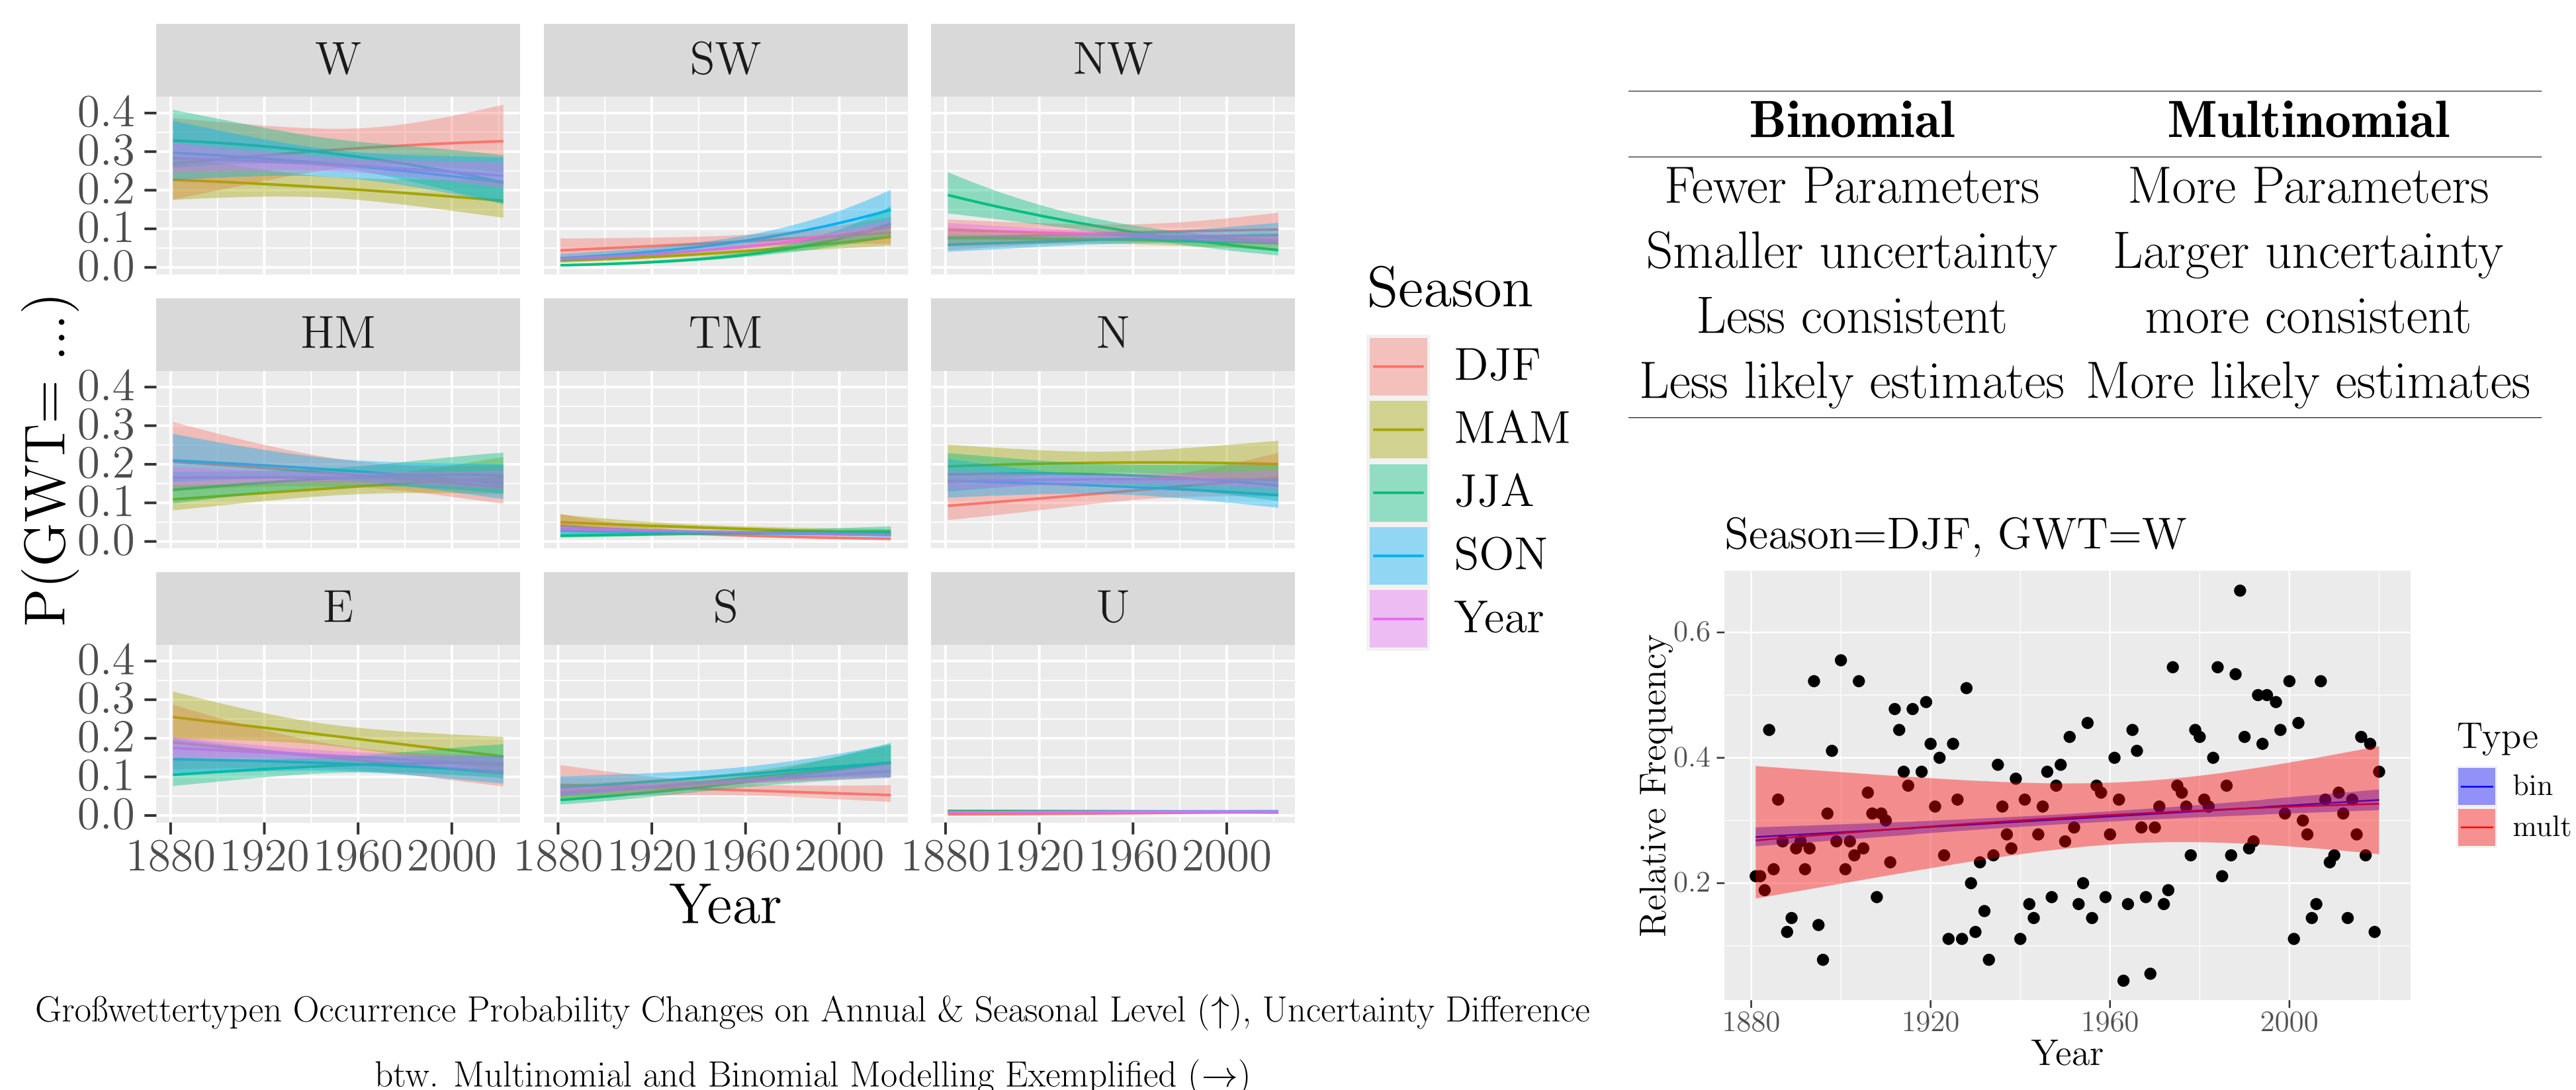 W SW NW
0.4
0.3
0.2
0.1
0.0
HM TM N
0.4
0.3
0.2
0.1
0.0
E S U
0.4
0.3
0.2
0.1
0.0
1880 1920 1960 2000 1880 1920 1960 2000 1880 1920 1960 2000
Year
P(GWT= ...)
Season
DJF
MAM
JJA
SON
Year
Binomial Multinomial
Fewer Parameters More Parameters
Smaller uncertainty Larger uncertainty
Less consistent more consistent
Less likely estimates More likely estimates
Season=DJF, GWT=W
Relative Frequency
0.6
0.4
0.2
1880 1920 1960 2000
Year
Type
bin
mult
Großwettertypen Occurrence Probability Changes on Annual & Seasonal Level (↑), Uncertainty Difference
btw. Multinomial and Binomial Modelling Exemplified (→)